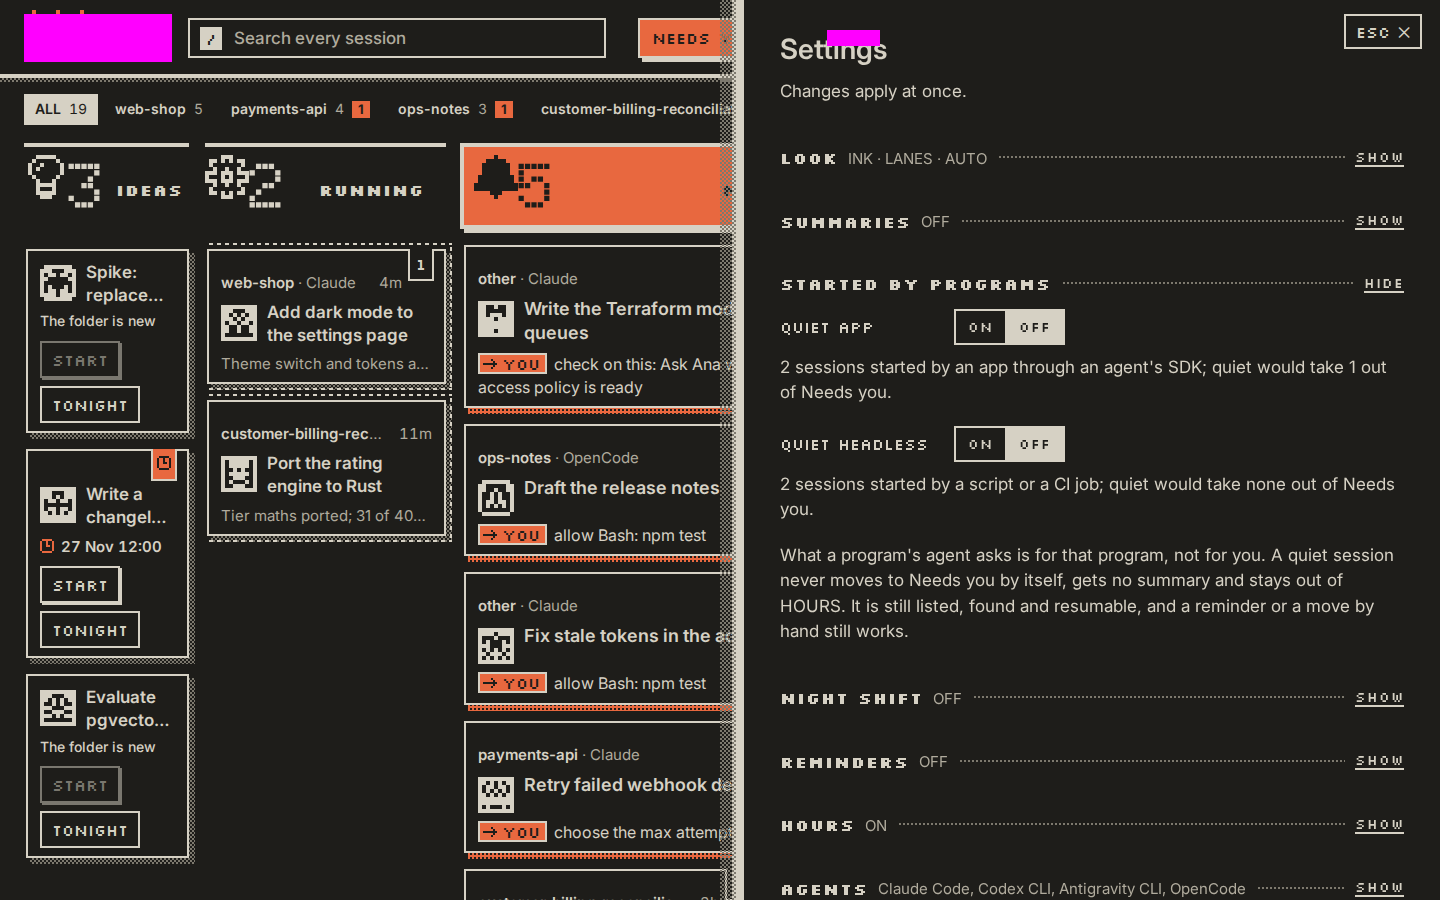 / Search every session
NEEDS
ALL 19 web-shop 5 payments-api 4 1 ops-notes 3 1
3 IDEAS
2 RUNNING
5
Spike:
replace...
The folder is new
START
TONIGHT
Write a
changel...
27 Nov 12:00
START
TONIGHT
Evaluate
pgvecto...
The folder is new
START
TONIGHT
1
web-shop · Claude 4m
Add dark mode to
the settings page
Theme switch and tokens a...
customer-billing-rec... 11m
Port the rating
engine to Rust
Tier maths ported; 31 of 40...
other · Claude
Write the Terraform
queues
→ YOU check on this: Ask Ana
access policy is ready
ops-notes · OpenCode
Draft the release notes
→ YOU allow Bash: npm test
other · Claude
Fix stale tokens in the
→ YOU allow Bash: npm test
payments-api · Claude
Retry failed webhook
→ YOU choose the max
Settings
ESC ×
Changes apply at once.
LOOK INK · LANES · AUTO SHOW
SUMMARIES OFF SHOW
STARTED BY PROGRAMS HIDE
QUIET APP ON OFF
2 sessions started by an app through an agent's SDK; quiet would take 1 out
of Needs you.
QUIET HEADLESS ON OFF
2 sessions started by a script or a CI job; quiet would take none out of Needs
you.
What a program's agent asks is for that program, not for you. A quiet session
never moves to Needs you by itself, gets no summary and stays out of
HOURS. It is still listed, found and resumable, and a reminder or a move by
hand still works.
NIGHT SHIFT OFF SHOW
REMINDERS OFF SHOW
HOURS ON SHOW
AGENTS Claude Code, Codex CLI, Antigravity CLI, OpenCode SHOW